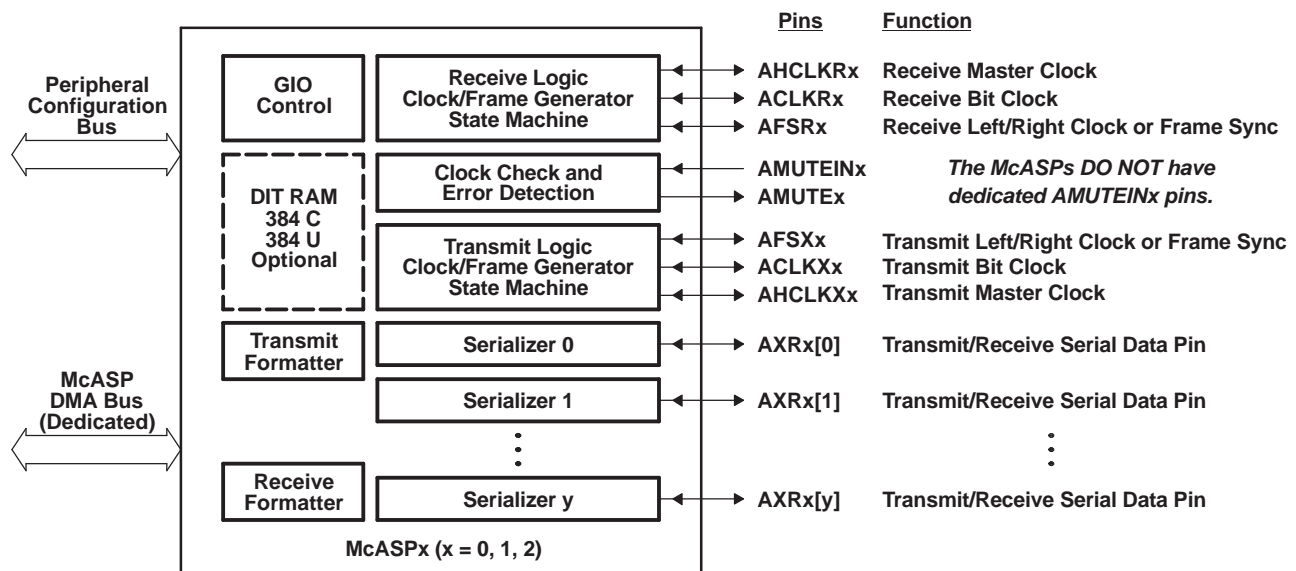 Pins Function
Peripheral
Configuration
Bus
GIO
Control
Receive Logic
Clock/Frame Generator
State Machine
AHCLKRx Receive Master Clock
ACLKRx Receive Bit Clock
AFSRx Receive Left/Right Clock or Frame Sync
DIT RAM
384 C
384 U
Optional
Clock Check and
Error Detection
AMUTEINx
AMUTEx
The McASPs DO NOT have
dedicated AMUTEINx pins.
Transmit Logic
Clock/Frame Generator
State Machine
AFSXx Transmit Left/Right Clock or Frame Sync
ACLKXx Transmit Bit Clock
AHCLKXx Transmit Master Clock
Transmit
Formatter
Serializer 0
AXRx[0] Transmit/Receive Serial Data Pin
McASP
DMA Bus
(Dedicated)
Serializer 1
AXRx[1] Transmit/Receive Serial Data Pin
Receive
Formatter
Serializer y
AXRx[y] Transmit/Receive Serial Data Pin
McASPx (x = 0, 1, 2)